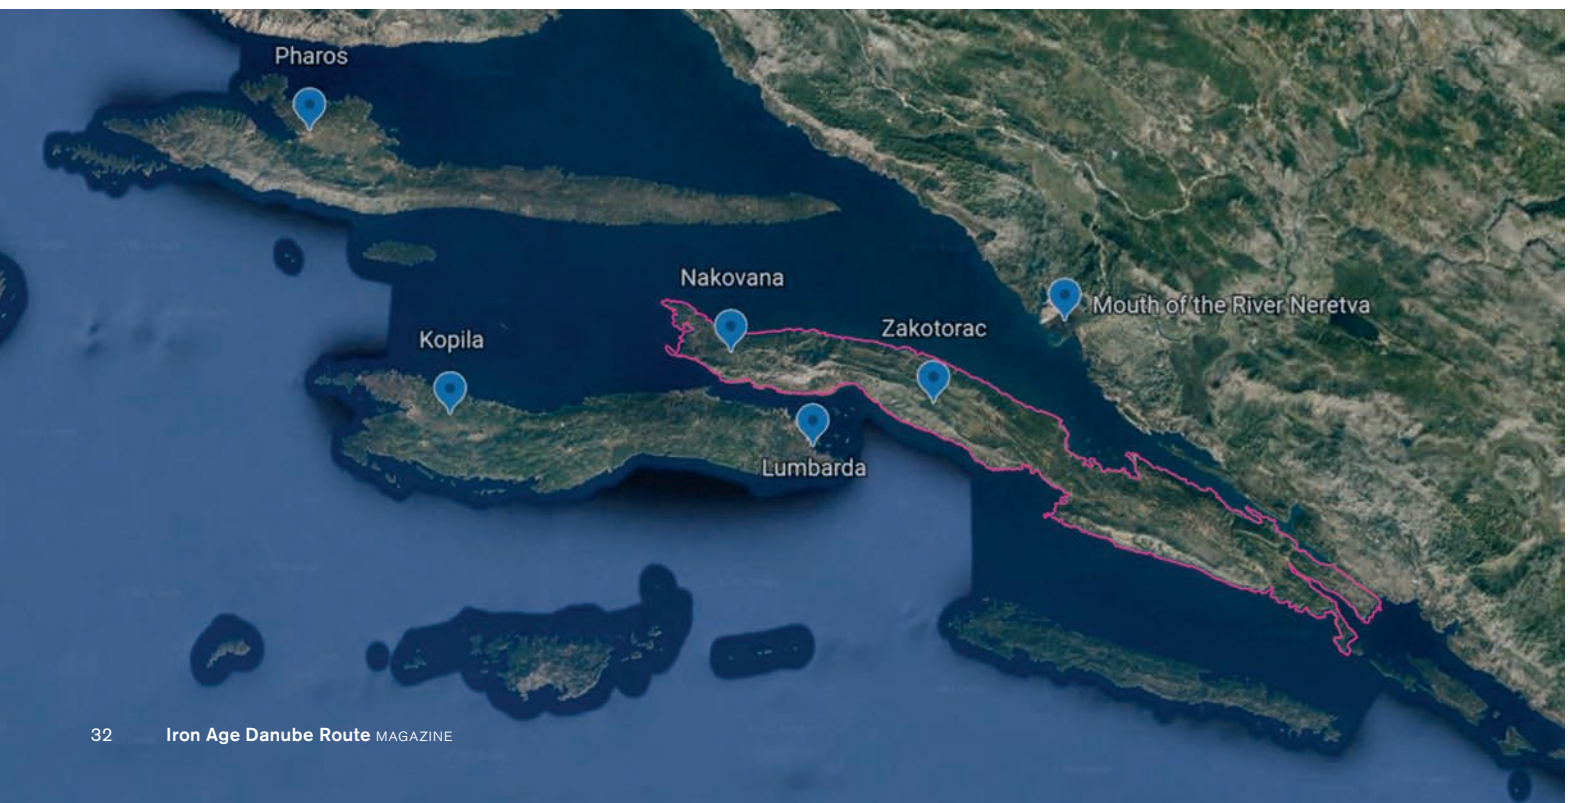 Pharos
Nakovana
Zakotorac
Mouth of the River Neretva
Kopila
Lumbarda
32 Iron Age Danube Route MAGAZINE